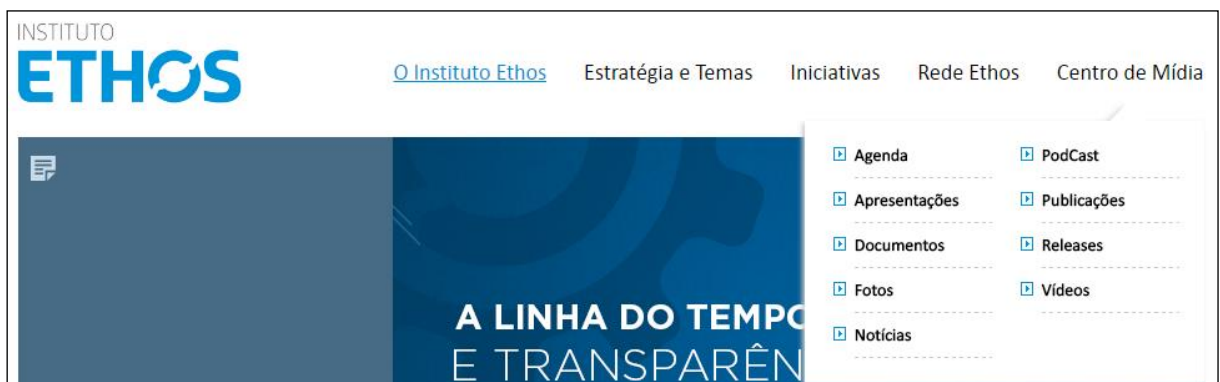 INSTITUTO
ETHOS
O Instituto Ethos Estratégia e Temas Iniciativas Rede Ethos Centro de Mídia
Agenda PodCast
Apresentações Publicações
Documentos Releases
Fotos Vídeos
Notícias
A LINHA DO TEMPO
E TRANSPARÊN